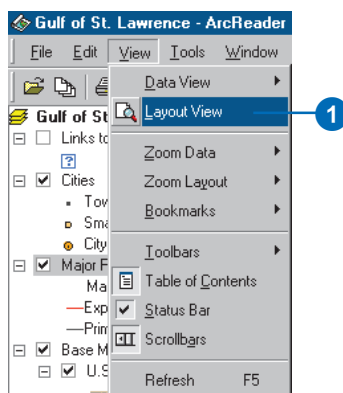 Gulf of St. Lawrence - ArcReader
File Edit View Tools Window
Gulf of St
Links to
?
Cities
Tow
Sma
City
Major F
Ma
Exp
Prin
Base M
U.S
Data View
Layout View
1
Zoom Data
Zoom Layout
Bookmarks
Toolbars
Table of Contents
Status Bar
Scrollbars
Refresh F5